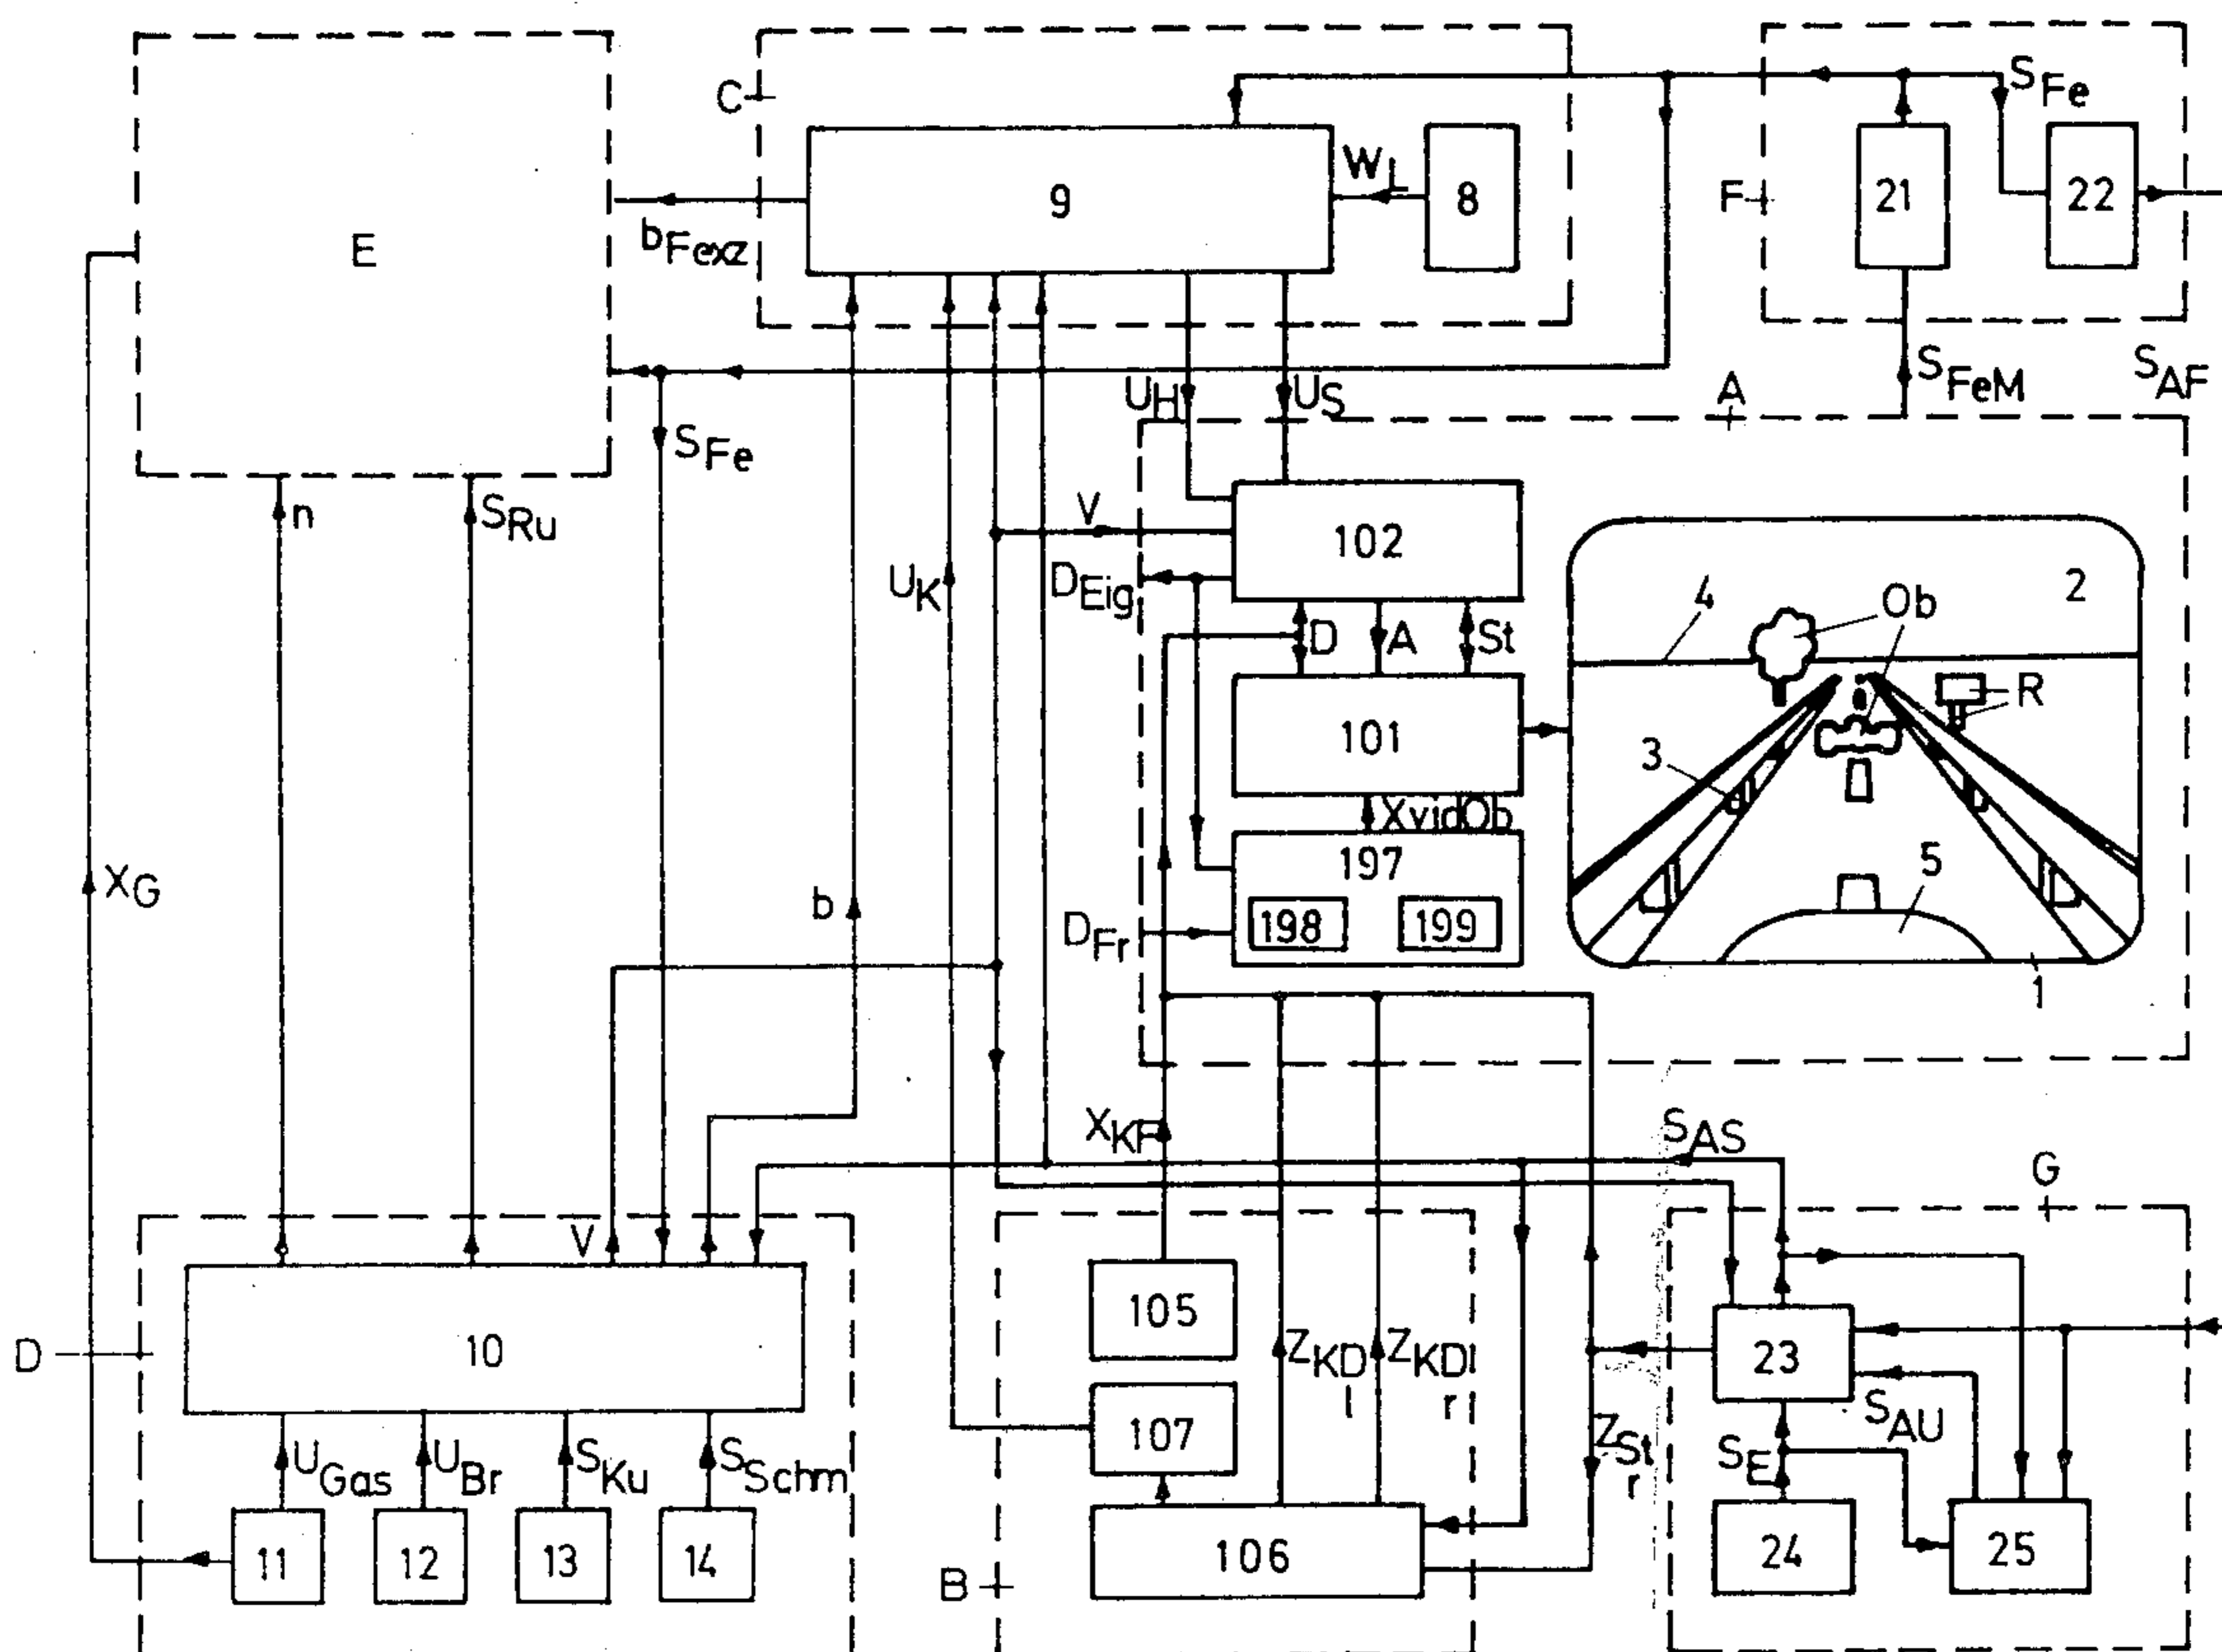 C
S Fe
E
9
W L
8
F
21
22
b Fexz
U H
U S
A
S FeM
S AF
S Fe
n
S Ru
V
102
U K
D Eig
D
A
St
4
Ob
2
R
101
3
XvidOb
197
198
199
D Fr
5
1
X G
b
X KF
S AS
G
V
D
10
105
Z KD l
Z KD r
23
107
Z St r
S AU
U Gas
U Br
S Ku
S Schm
S E
11
12
13
14
B
106
24
25